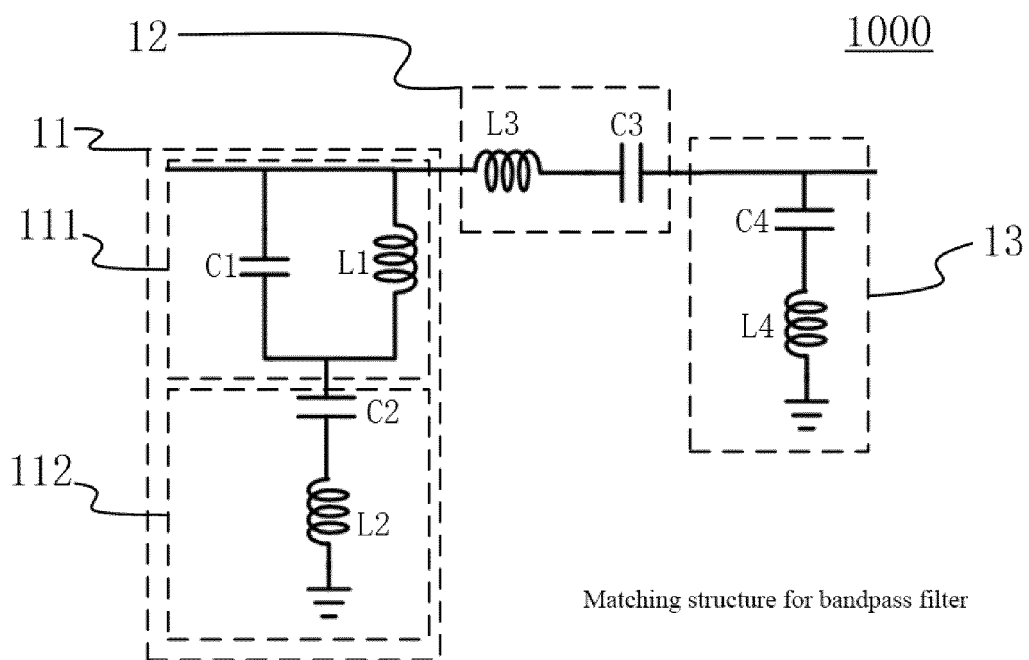 1000
12
L3
C3
11
111
C1
L1
C4
13
L4
C2
112
L2
Matching structure for bandpass filter